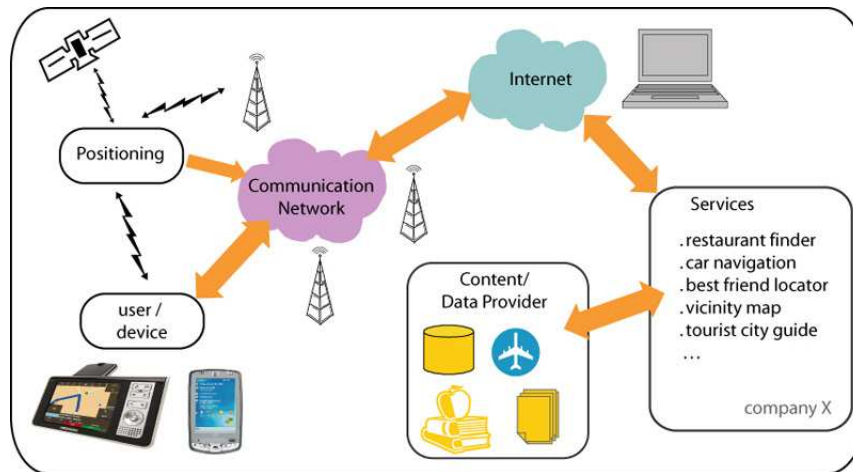 Internet
Positioning
Communication
Network
Services
.restaurant finder
.car navigation
.best friend locator
.vicinity map
.tourist city guide
...
Content/
Data Provider
user /
device
company X